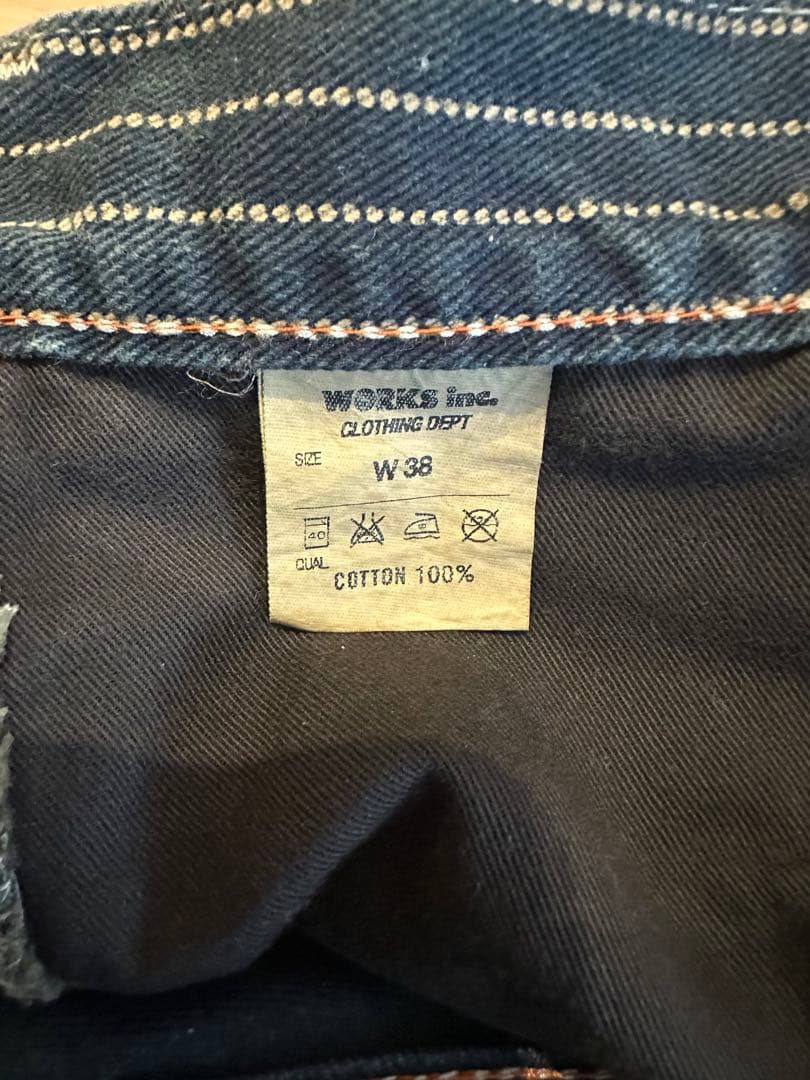 WORKS inc.
CLOTHING DEPT
SIZE
W 38
40
QUAL
COTTON 100%